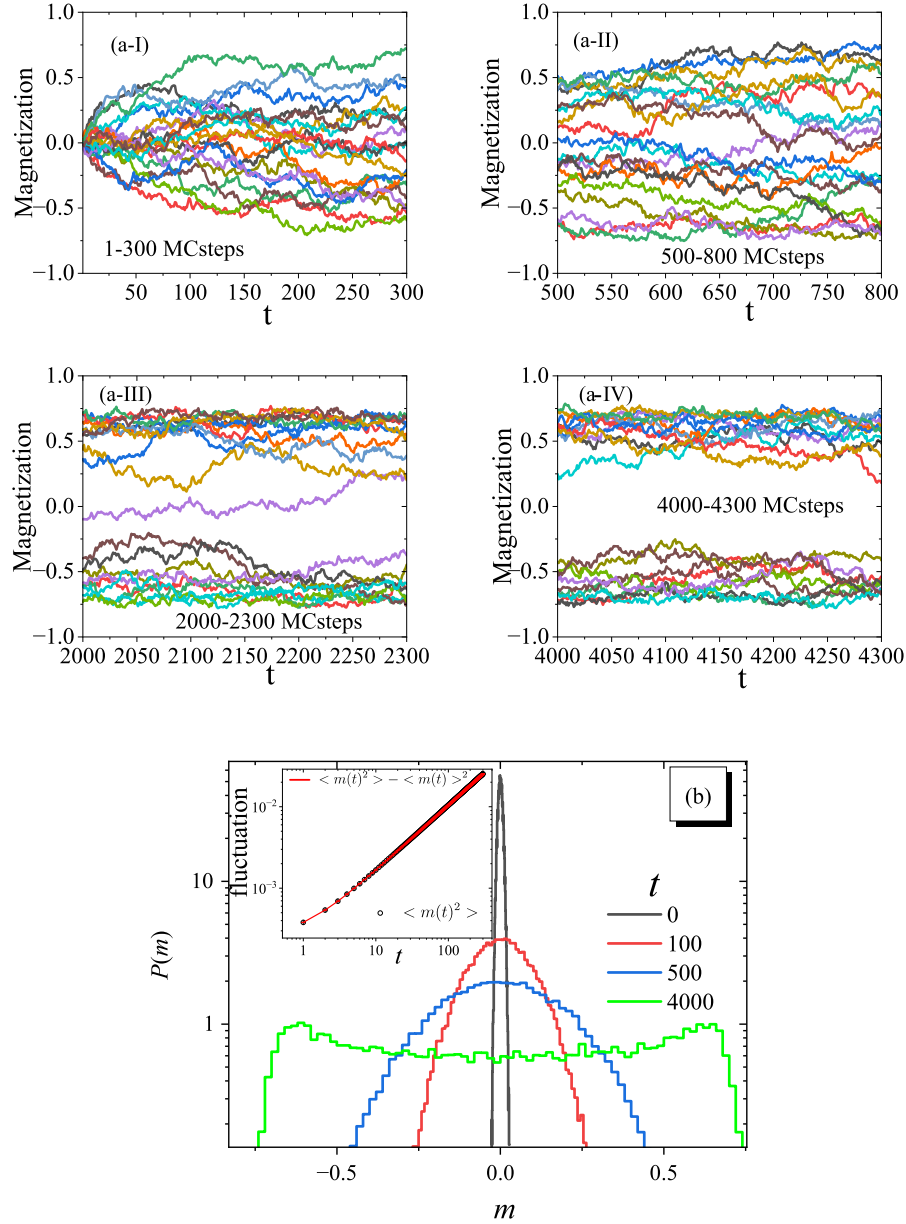 (a-I)
1.0
0.5
0.0
−0.5
−1.0
Magnetization
1-300 MCsteps
50 100 150 200 250 300
t
(a-II)
1.0
0.5
0.0
−0.5
−1.0
Magnetization
500-800 MCsteps
500 550 600 650 700 750 800
t
(a-III)
1.0
0.5
0.0
−0.5
−1.0
Magnetization
2000-2300 MCsteps
2000 2050 2100 2150 2200 2250 2300
t
(a-IV)
1.0
0.5
0.0
−0.5
−1.0
Magnetization
4000-4300 MCsteps
4000 4050 4100 4150 4200 4250 4300
t
(b)
< m(t)² > − < m(t) >²
10⁻²
10⁻³
fluctuation
< m(t)² >
1 10 100
t
10
1
P(m)
t
0
100
500
4000
−0.5 0.0 0.5
m